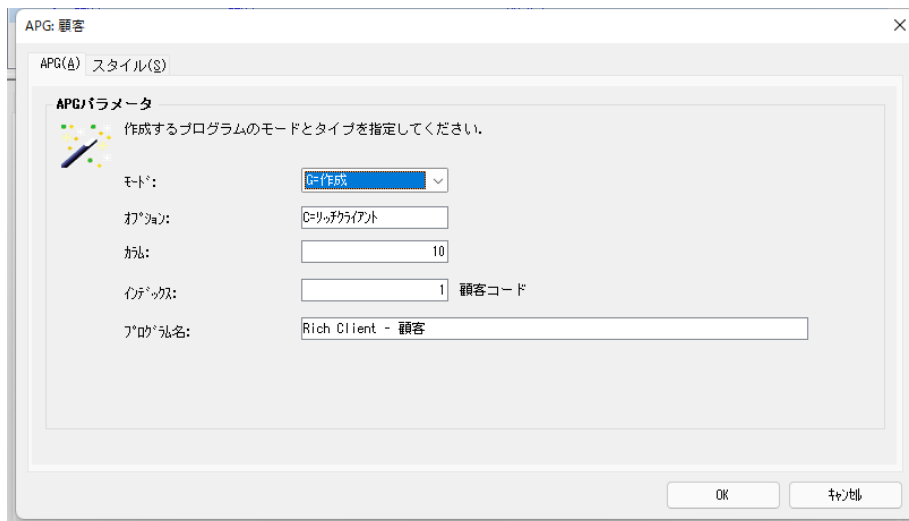 APG: 顧客
APG(A) スタイル(S)
APGパラメータ
作成するプログラムのモードとタイプを指定してください.
ﾓｰﾄﾞ: G=作成
ｵﾌﾟｼｮﾝ: C=ﾘｯﾁｸﾗｲｱﾝﾄ
ｶﾗﾑ: 10
ｲﾝﾃﾞｯｸｽ: 1 顧客コード
ﾌﾟﾛｸﾞﾗﾑ名: Rich Client - 顧客
OK ｷｬﾝｾﾙ